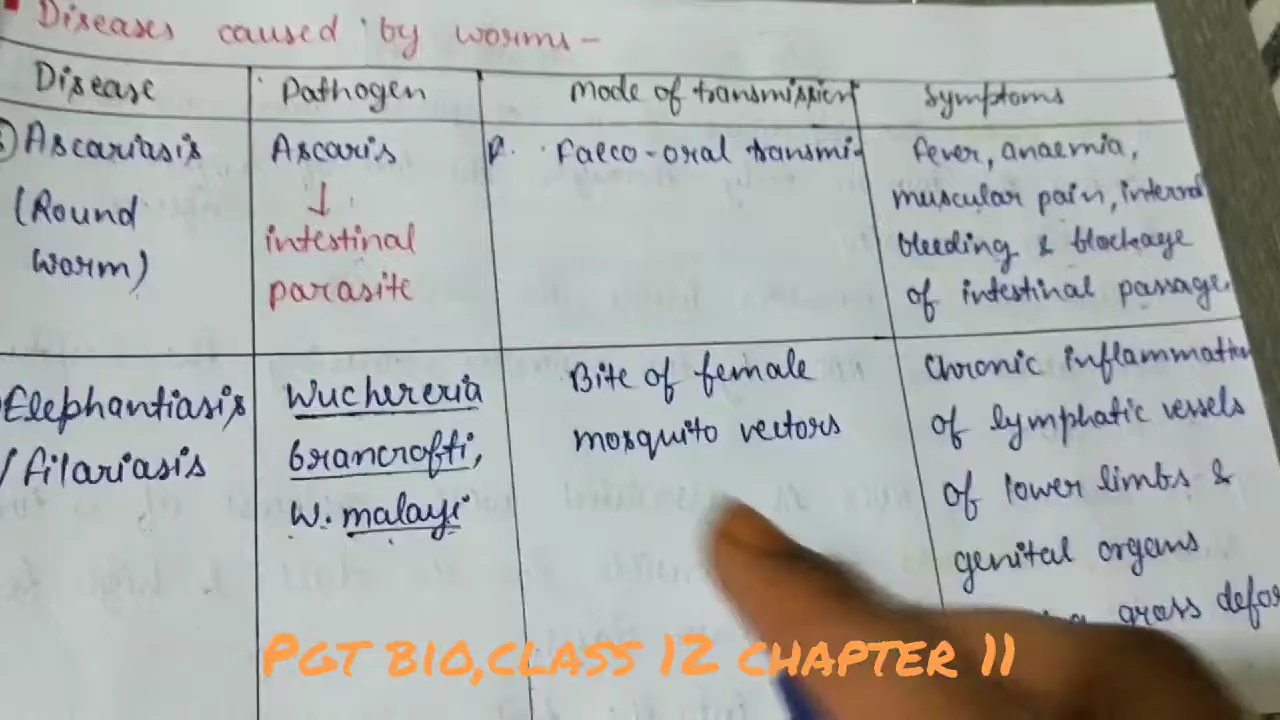 Diseases caused by worms -
Disease
Pathogen
Mode of transmission
Symptoms
Ascariasis
(Round
worm)
Ascaris
↓
intestinal
parasite
Faeco-oral transmi-
Fever, anaemia,
muscular pain, internal
bleeding & blockage
of intestinal passage.
Elephantiasis
/ filariasis
Wuchereria
brancrofti,
W. malayi
Bite of female
mosquito vectors
Chronic inflammation
of lymphatic vessels
of lower limbs &
genital organs
gross defor
PGT BIO,CLASS 12 CHAPTER 11